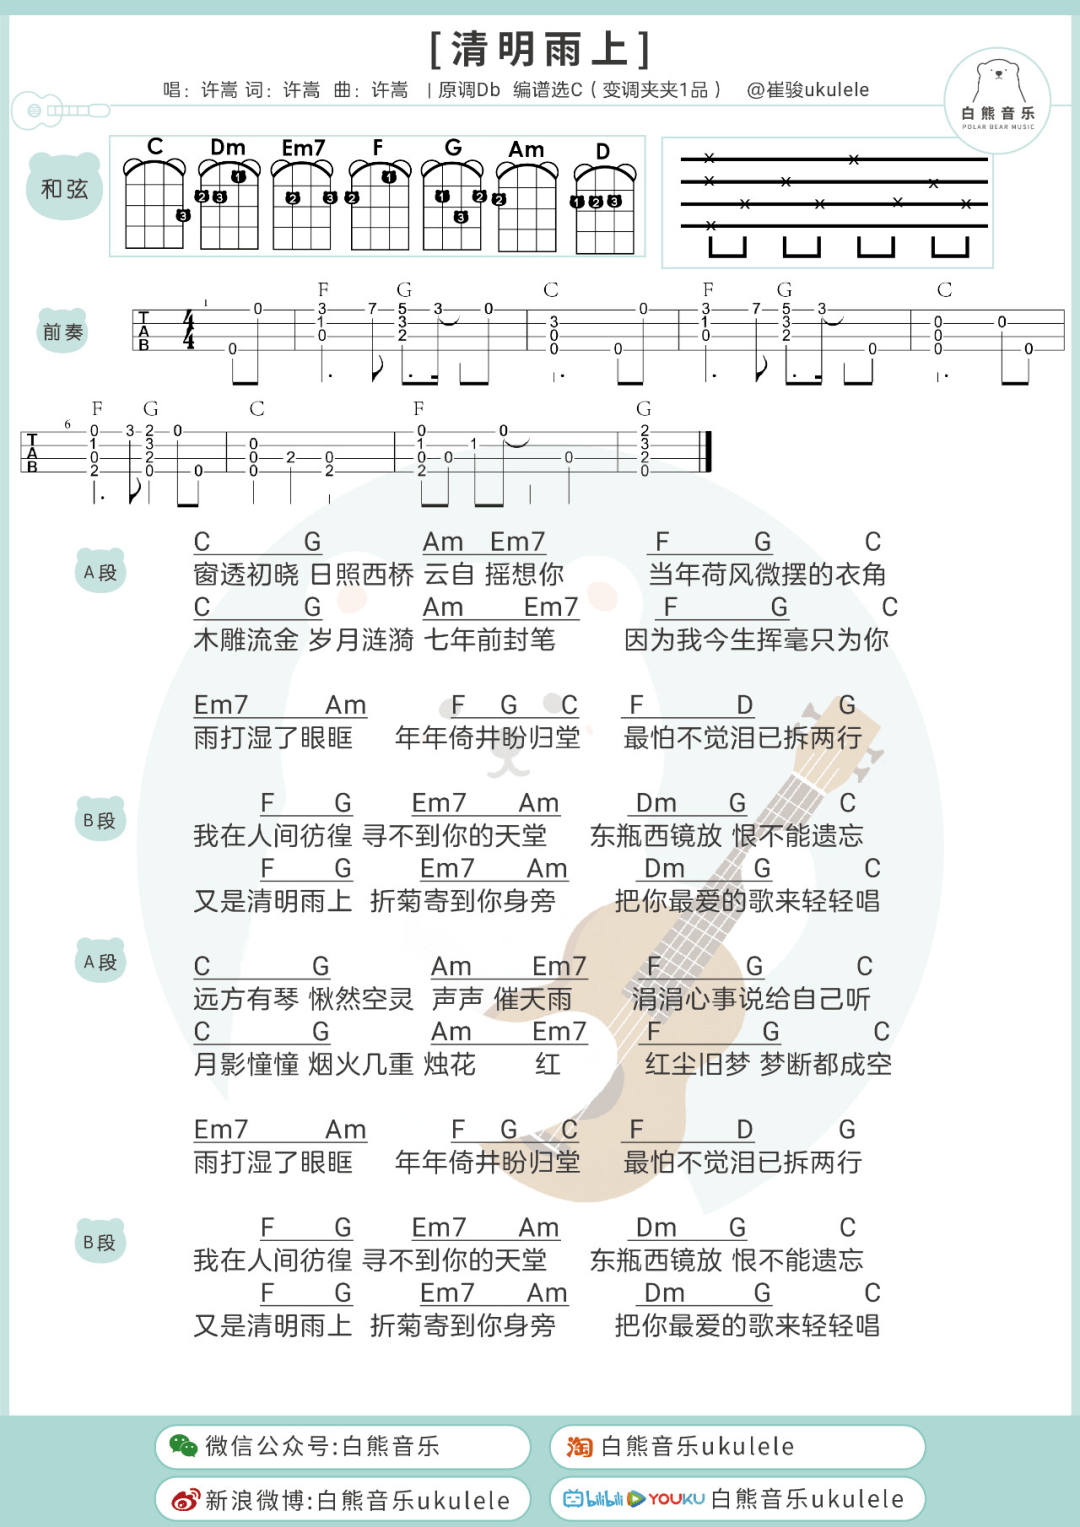 [清明雨上]
唱：许嵩 词：许嵩 曲：许嵩 | 原调Db 编谱选C（变调夹夹1品） @崔骏ukulele
白熊音乐
POLAR BEAR MUSIC
和弦
C Dm Em7 F G Am D
前奏
F G C F G C
F G C F G
A段
C G Am Em7 F G C
窗透初晓 日照西桥 云自 摇想你 当年荷风微摆的衣角
C G Am Em7 F G C
木雕流金 岁月涟漪 七年前封笔 因为我今生挥毫只为你
Em7 Am F G C F D G
雨打湿了眼眶 年年倚井盼归堂 最怕不觉泪已拆两行
B段
F G Em7 Am Dm G C
我在人间彷徨 寻不到你的天堂 东瓶西镜放 恨不能遗忘
F G Em7 Am Dm G C
又是清明雨上 折菊寄到你身旁 把你最爱的歌来轻轻唱
A段
C G Am Em7 F G C
远方有琴 愀然空灵 声声 催天雨 涓涓心事说给自己听
C G Am Em7 F G C
月影憧憧 烟火几重 烛花 红 红尘旧梦 梦断都成空
Em7 Am F G C F D G
雨打湿了眼眶 年年倚井盼归堂 最怕不觉泪已拆两行
B段
F G Em7 Am Dm G C
我在人间彷徨 寻不到你的天堂 东瓶西镜放 恨不能遗忘
F G Em7 Am Dm G C
又是清明雨上 折菊寄到你身旁 把你最爱的歌来轻轻唱
微信公众号:白熊音乐
淘 白熊音乐ukulele
新浪微博:白熊音乐ukulele
bilibili YOUKU 白熊音乐ukulele